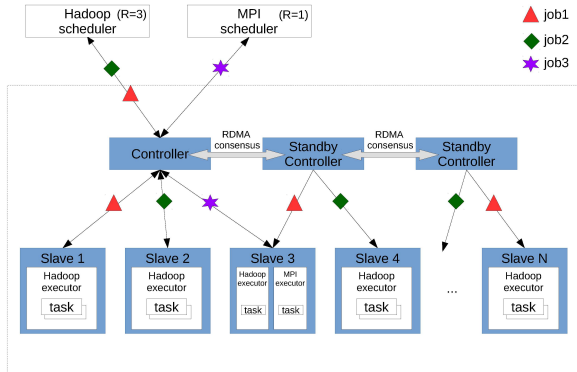 Hadoop (R=3)
scheduler
MPI (R=1)
scheduler
job1
job2
job3
Controller
RDMA
consensus
Standby
Controller
RDMA
consensus
Standby
Controller
Slave 1
Hadoop
executor
task
Slave 2
Hadoop
executor
task
Slave 3
Hadoop
executor
task
MPI
executor
task
Slave 4
Hadoop
executor
task
...
Slave N
Hadoop
executor
task